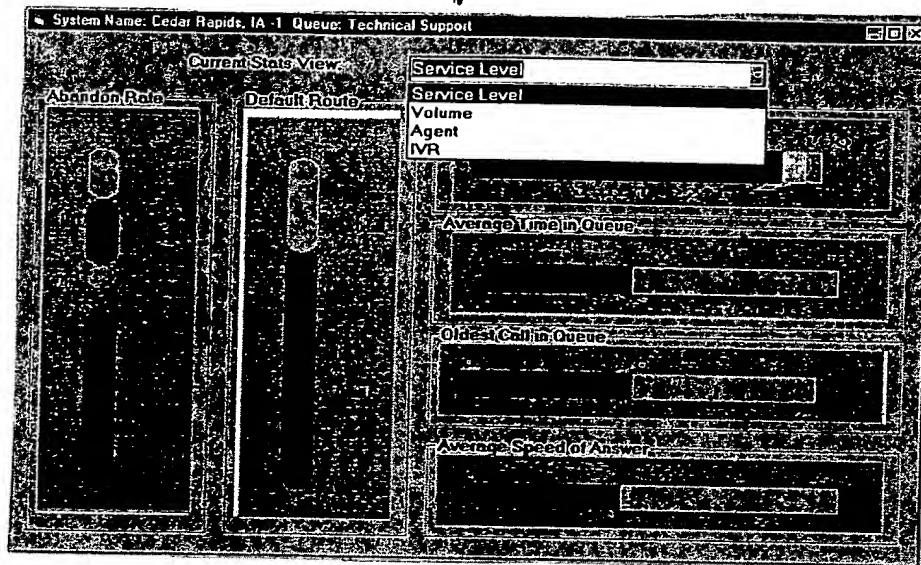 System Name: Cedar Rapids, IA -1 Queue: Technical Support
Current Stats View:
Service Level
Service Level
Volume
Agent
IVR
Abandon Rate
Default Route
Average Time in Queue
Oldest Call in Queue
Average Speed of Answer